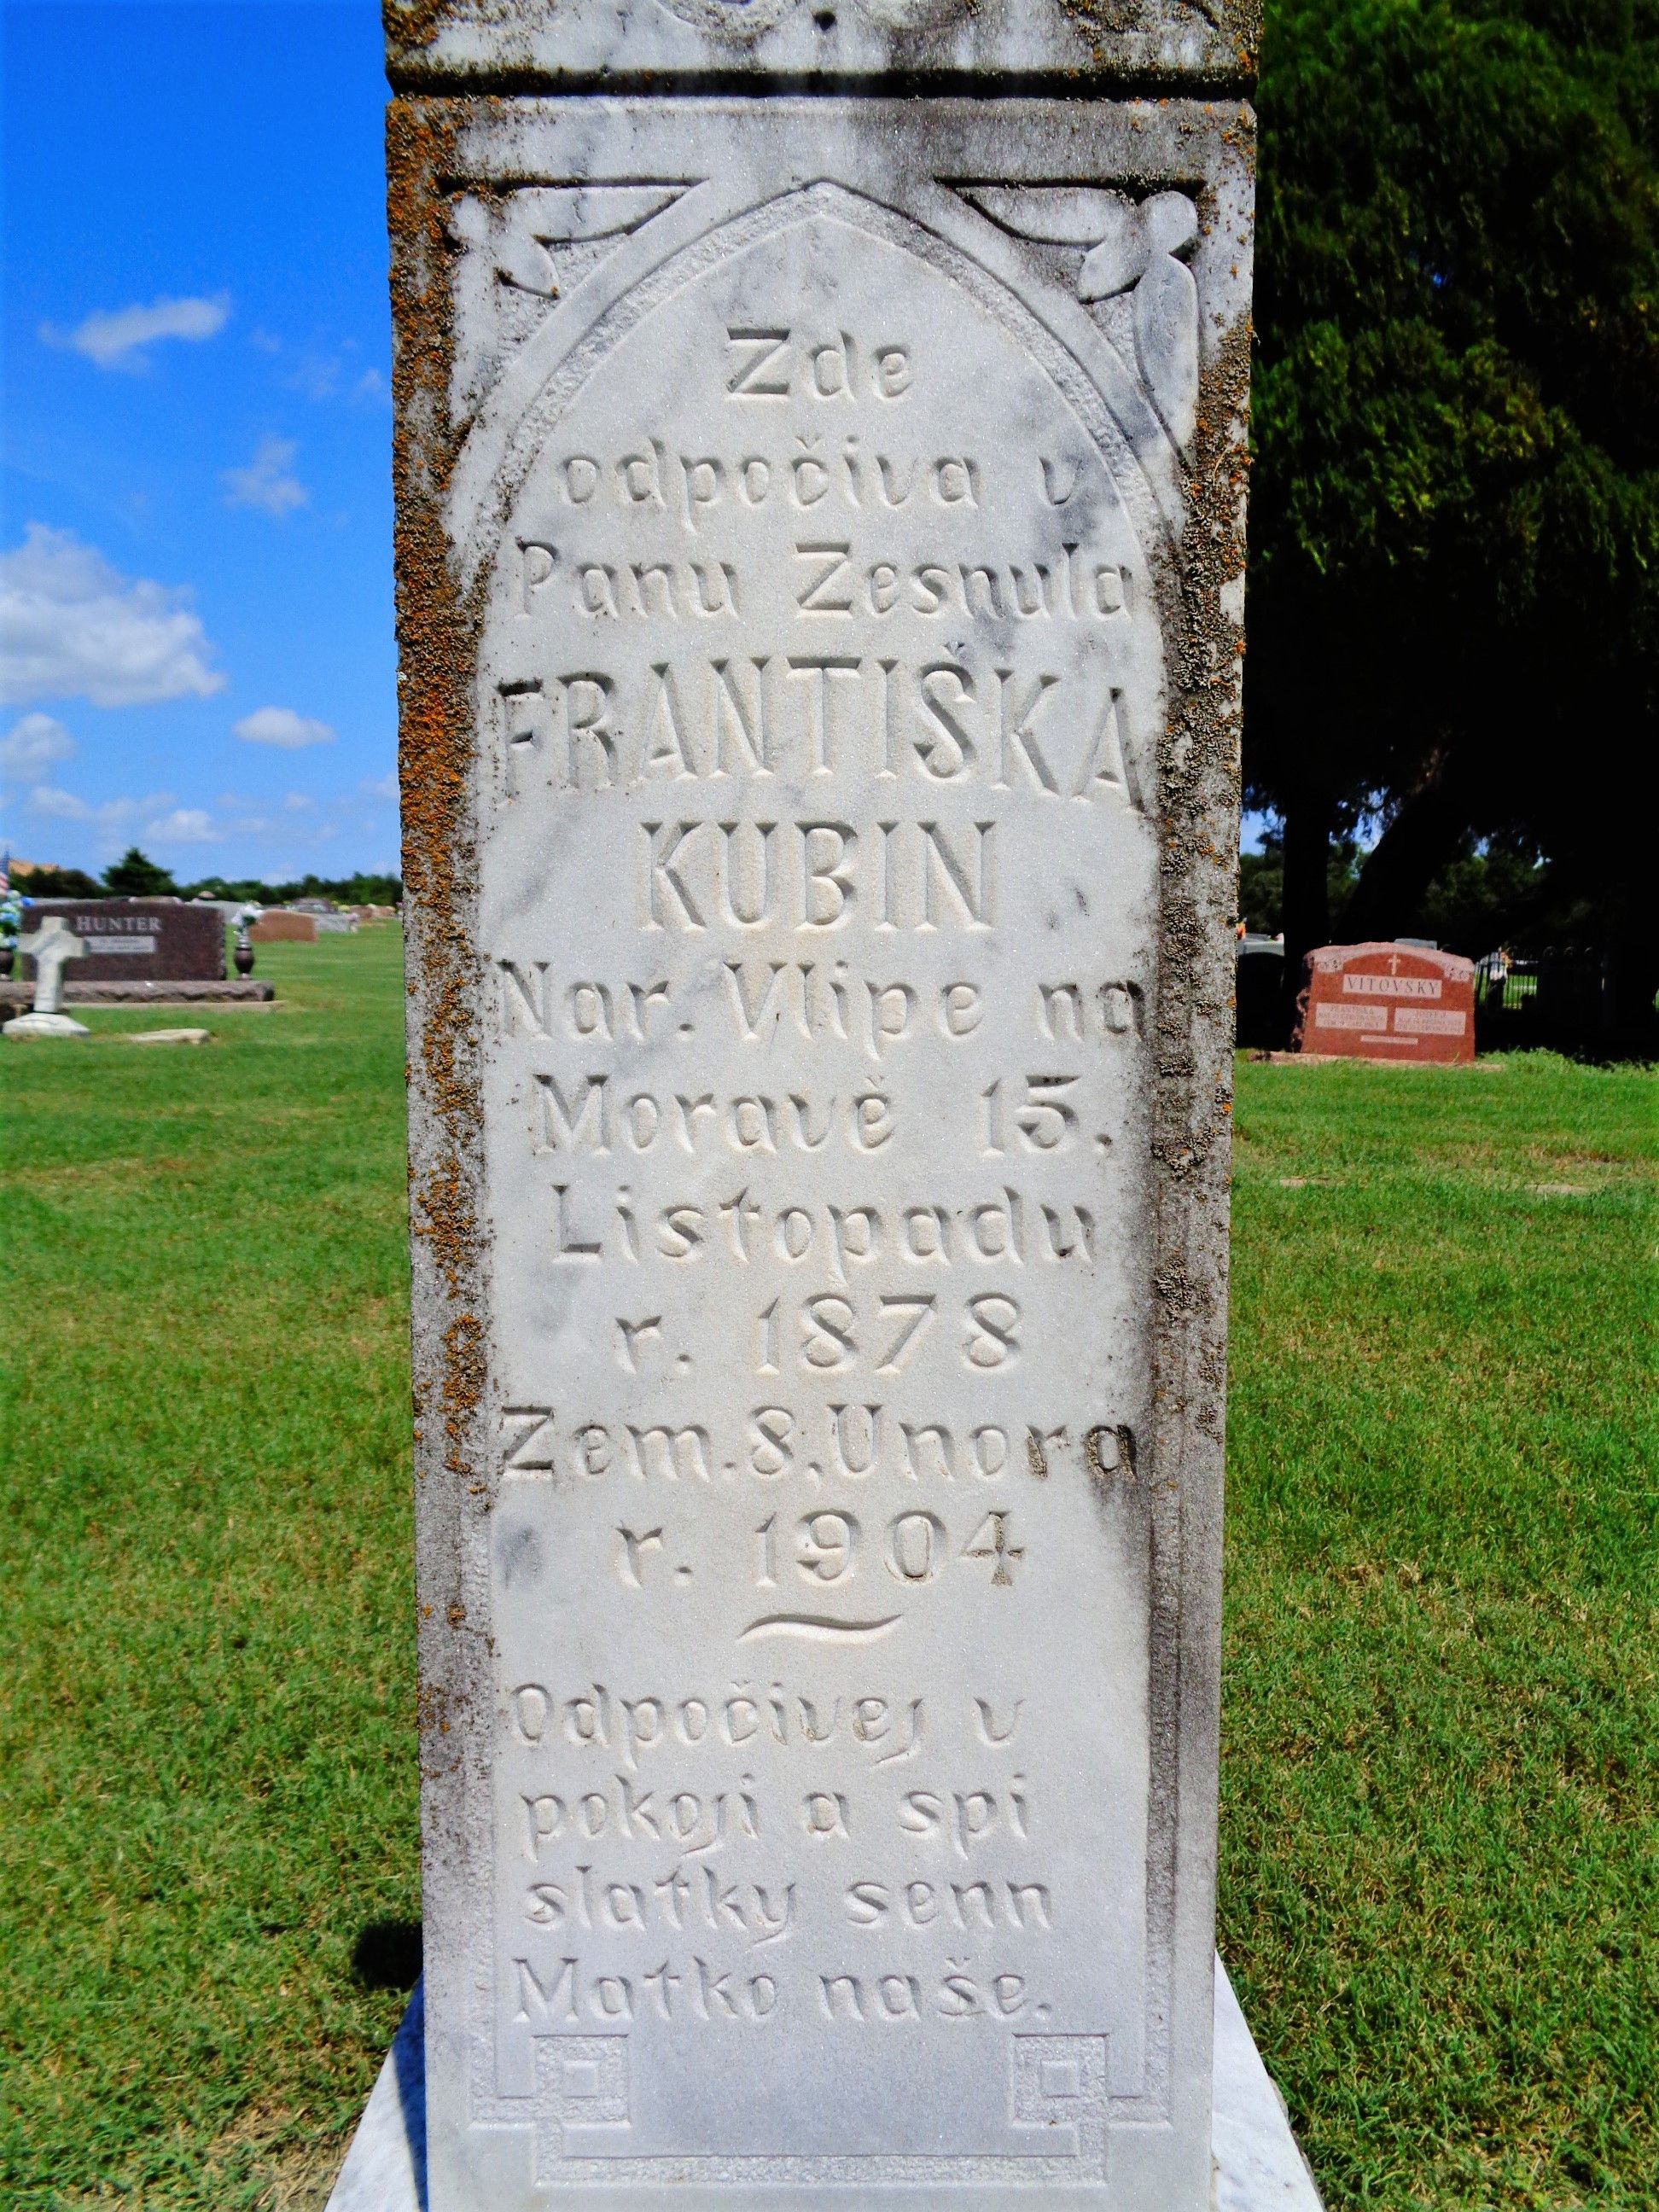 Zde
odpočiva v
Panu Zesnula
FRANTIŠKA
KUBIN
Nar. Vlipe na
Moravě 15.
Listopadu
r. 1878
Zem. 8. Unora
r. 1904
Odpočivej v
pokoji a spi
slatky senn
Matko naše.
HUNTER
VITOVSKY
FRANTISKA